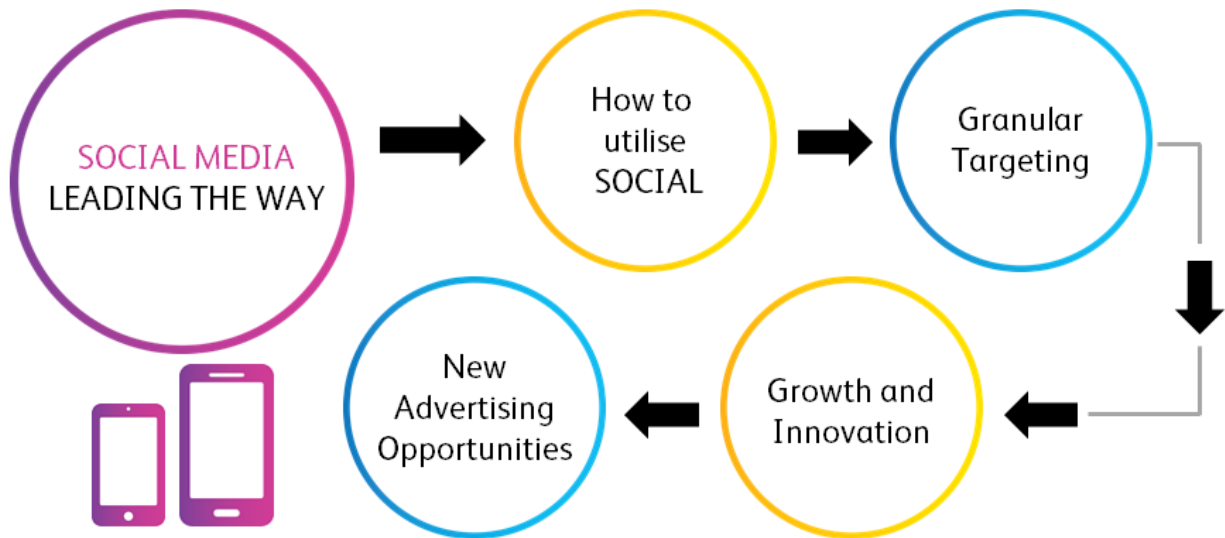 SOCIAL MEDIA
LEADING THE WAY
How to
utilise
SOCIAL
Granular
Targeting
Growth and
Innovation
New
Advertising
Opportunities